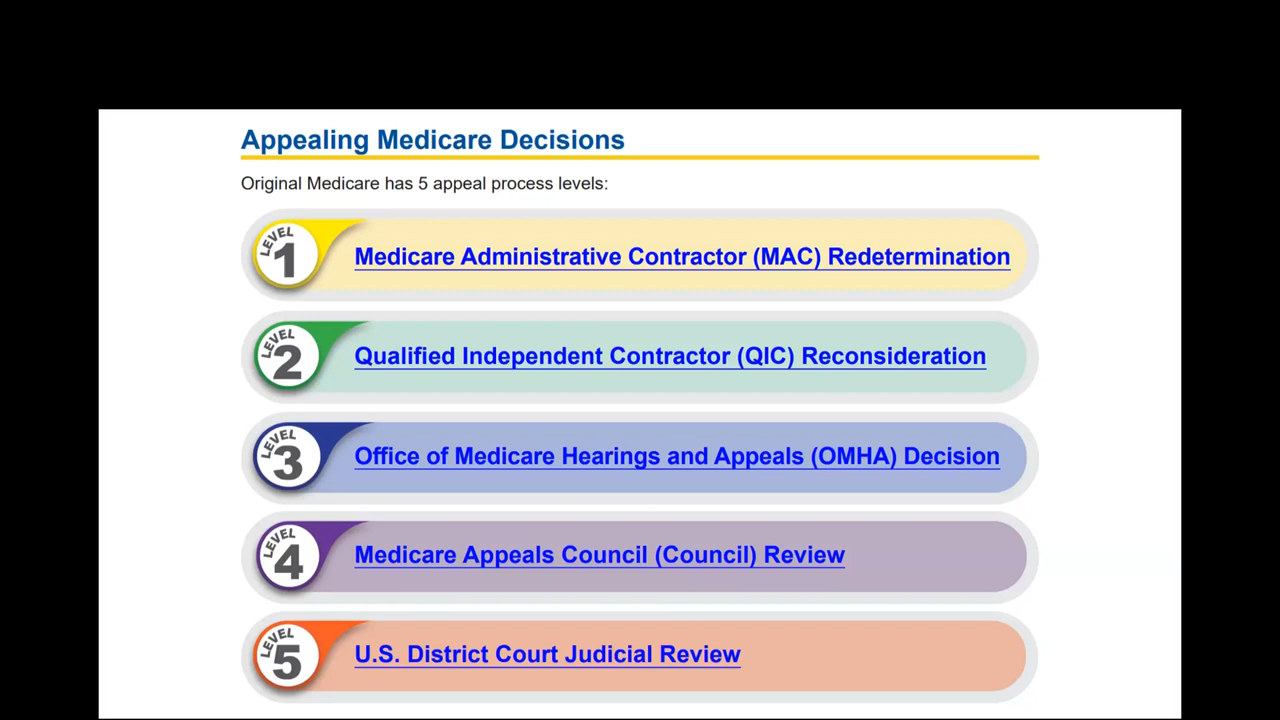 Appealing Medicare Decisions
Original Medicare has 5 appeal process levels:
LEVEL 1
Medicare Administrative Contractor (MAC) Redetermination
LEVEL 2
Qualified Independent Contractor (QIC) Reconsideration
LEVEL 3
Office of Medicare Hearings and Appeals (OMHA) Decision
LEVEL 4
Medicare Appeals Council (Council) Review
LEVEL 5
U.S. District Court Judicial Review